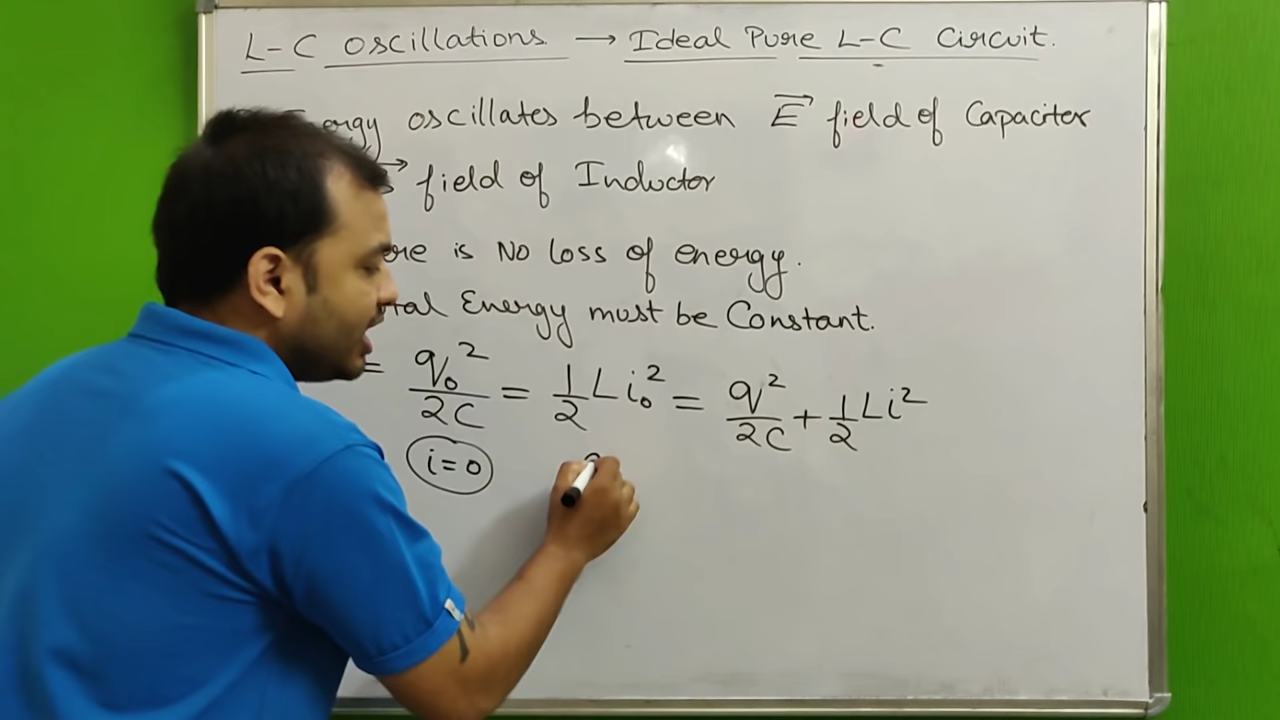 L-C Oscillations → Ideal Pure L-C Circuit.
oscillates between E⃗ field of Capaciter
field of Inductor
is No loss of energy.
Energy must be Constant.
= q₀²/2C = 1/2 L i₀² = q²/2C + 1/2 L i²
i=0